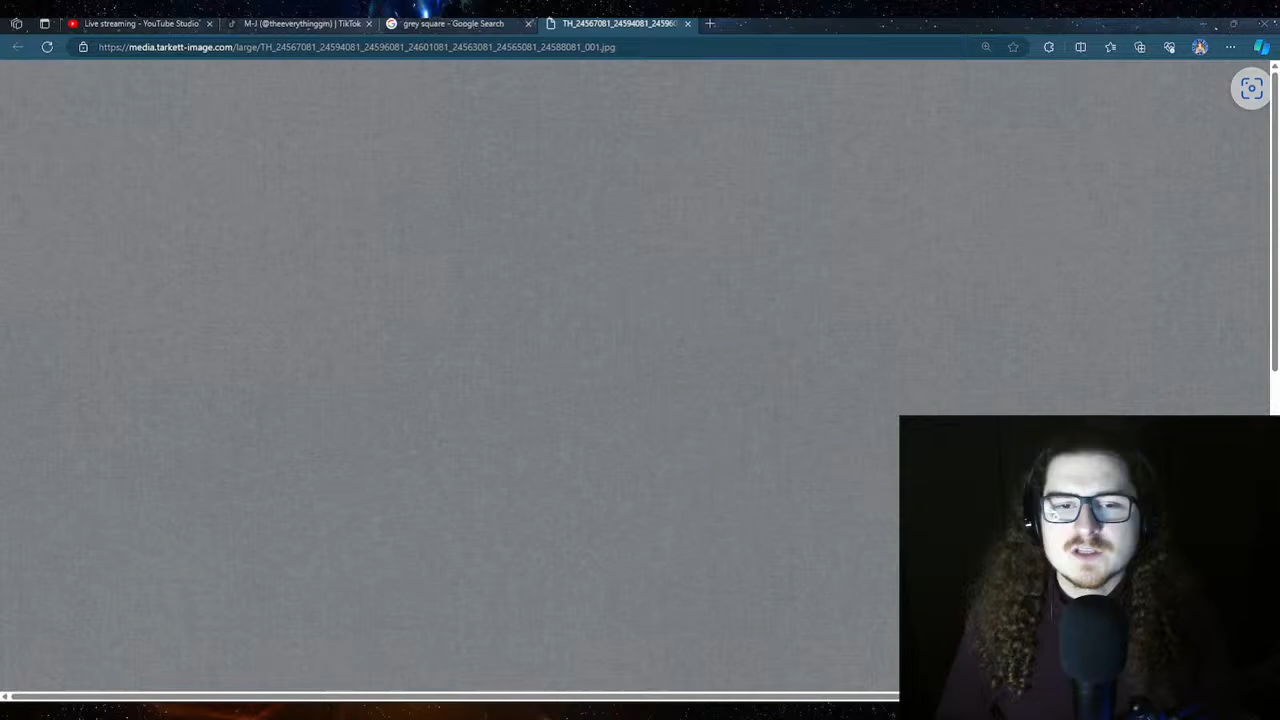 Live streaming - YouTube Studio
M-J (@theeverythinggm) | TikTok
grey square - Google Search
TH_24567081_24594081_24596
https://media.tarkett-image.com/large/TH_24567081_24594081_24596081_24601081_24563081_24565081_24588081_001.jpg